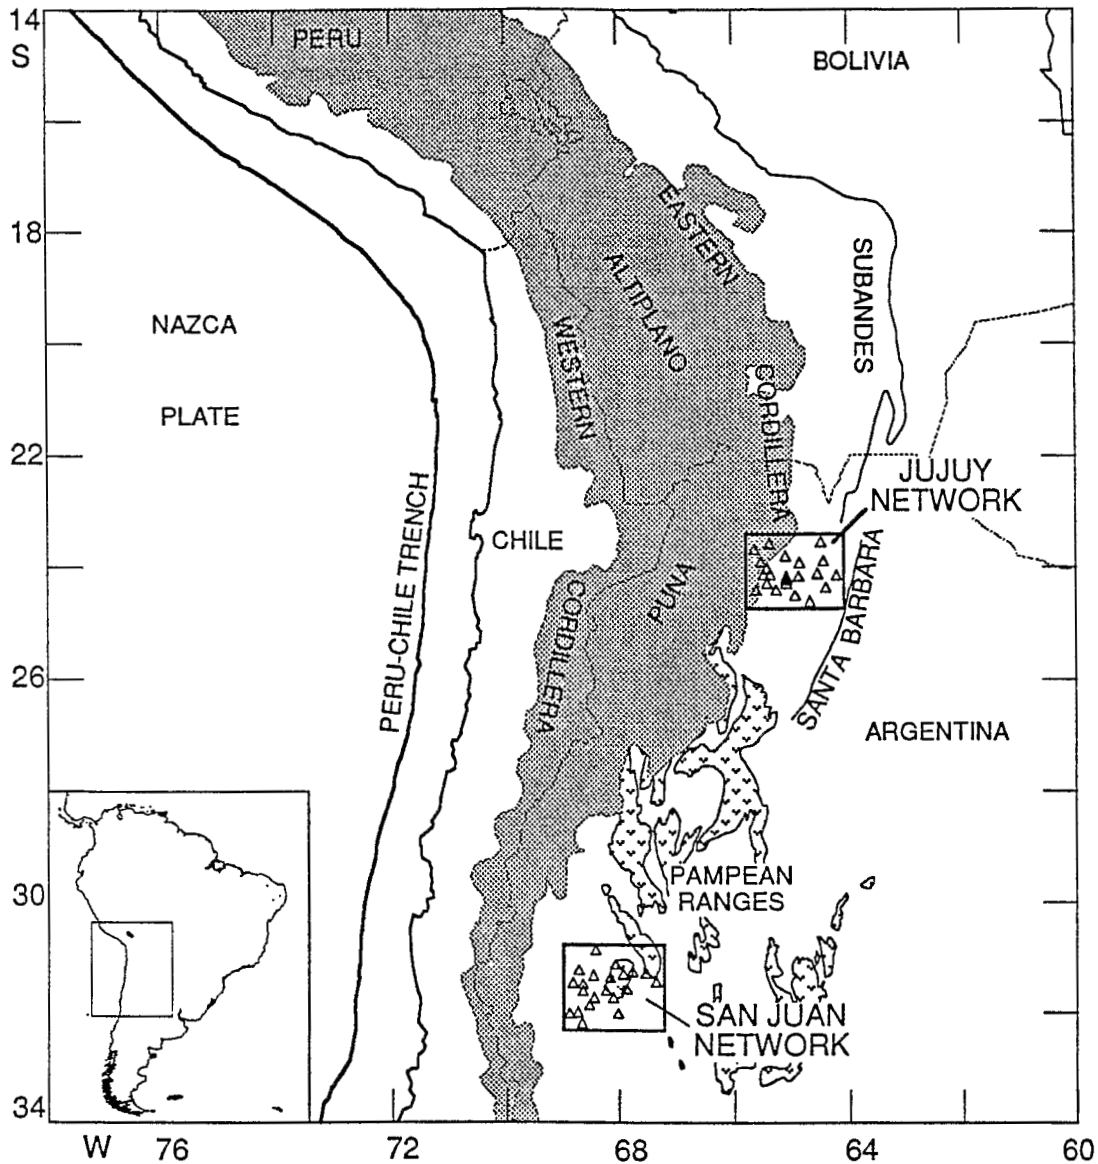 14
S
PERU
BOLIVIA
EASTERN
18
SUBANDES
ALTIPLANO
NAZCA
WESTERN
CORDILLERA
PLATE
22
JUJUY
NETWORK
PERU-CHILE TRENCH
CHILE
CORDILLERA
PUNA
SANTA BARBARA
26
ARGENTINA
30
PAMPEAN
RANGES
SAN JUAN
NETWORK
34
W 76 72 68 64 60